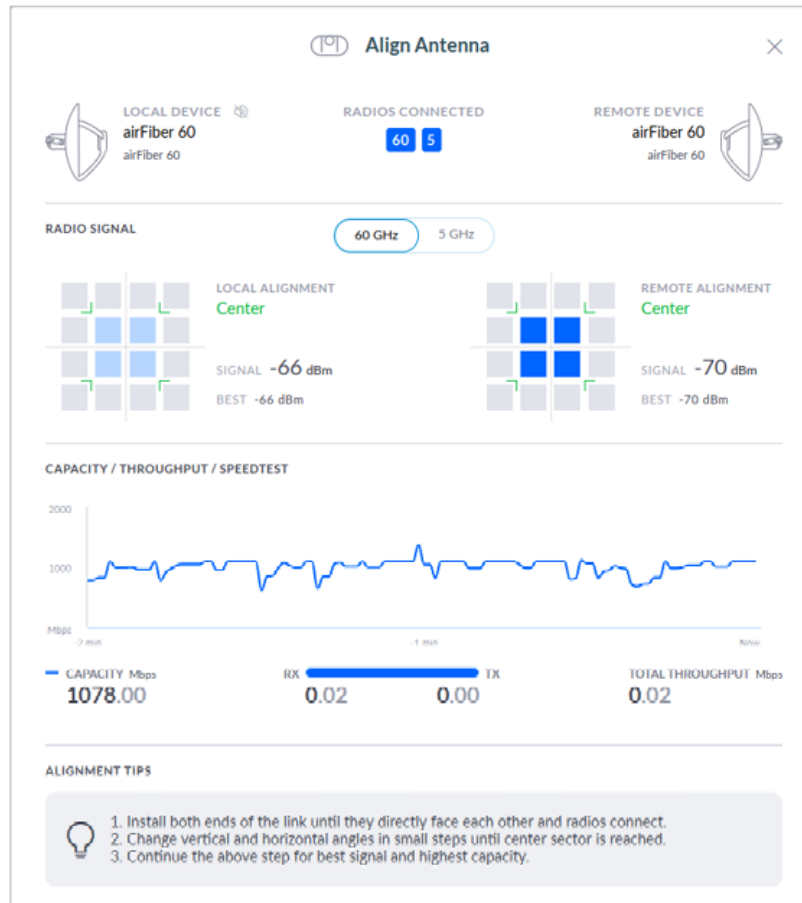 Align Antenna
LOCAL DEVICE
airFiber 60
airFiber 60
RADIOS CONNECTED
60 5
REMOTE DEVICE
airFiber 60
airFiber 60
RADIO SIGNAL
60 GHz
5 GHz
LOCAL ALIGNMENT
Center
SIGNAL -66 dBm
BEST -66 dBm
REMOTE ALIGNMENT
Center
SIGNAL -70 dBm
BEST -70 dBm
CAPACITY / THROUGHPUT / SPEEDTEST
2000
1000
Mbps
-2 min
-1 min
Now
CAPACITY Mbps
1078.00
RX TX
0.02 0.00
TOTAL THROUGHPUT Mbps
0.02
ALIGNMENT TIPS
1. Install both ends of the link until they directly face each other and radios connect.
2. Change vertical and horizontal angles in small steps until center sector is reached.
3. Continue the above step for best signal and highest capacity.